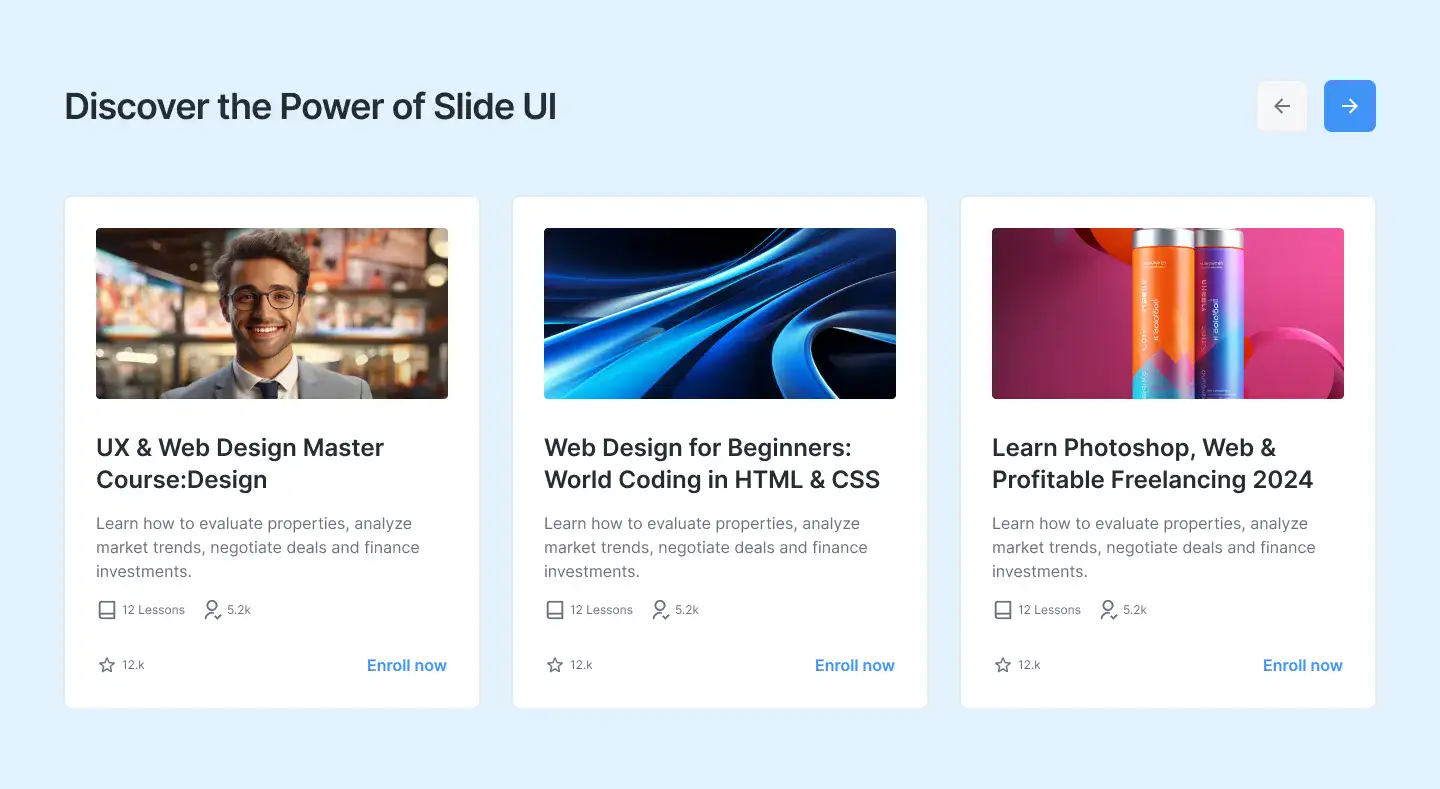 Discover the Power of Slide UI
UX & Web Design Master
Course:Design
Learn how to evaluate properties, analyze
market trends, negotiate deals and finance
investments.
12 Lessons 5.2k
12.k Enroll now
Web Design for Beginners:
World Coding in HTML & CSS
Learn how to evaluate properties, analyze
market trends, negotiate deals and finance
investments.
12 Lessons 5.2k
12.k Enroll now
Learn Photoshop, Web &
Profitable Freelancing 2024
Learn how to evaluate properties, analyze
market trends, negotiate deals and finance
investments.
12 Lessons 5.2k
12.k Enroll now